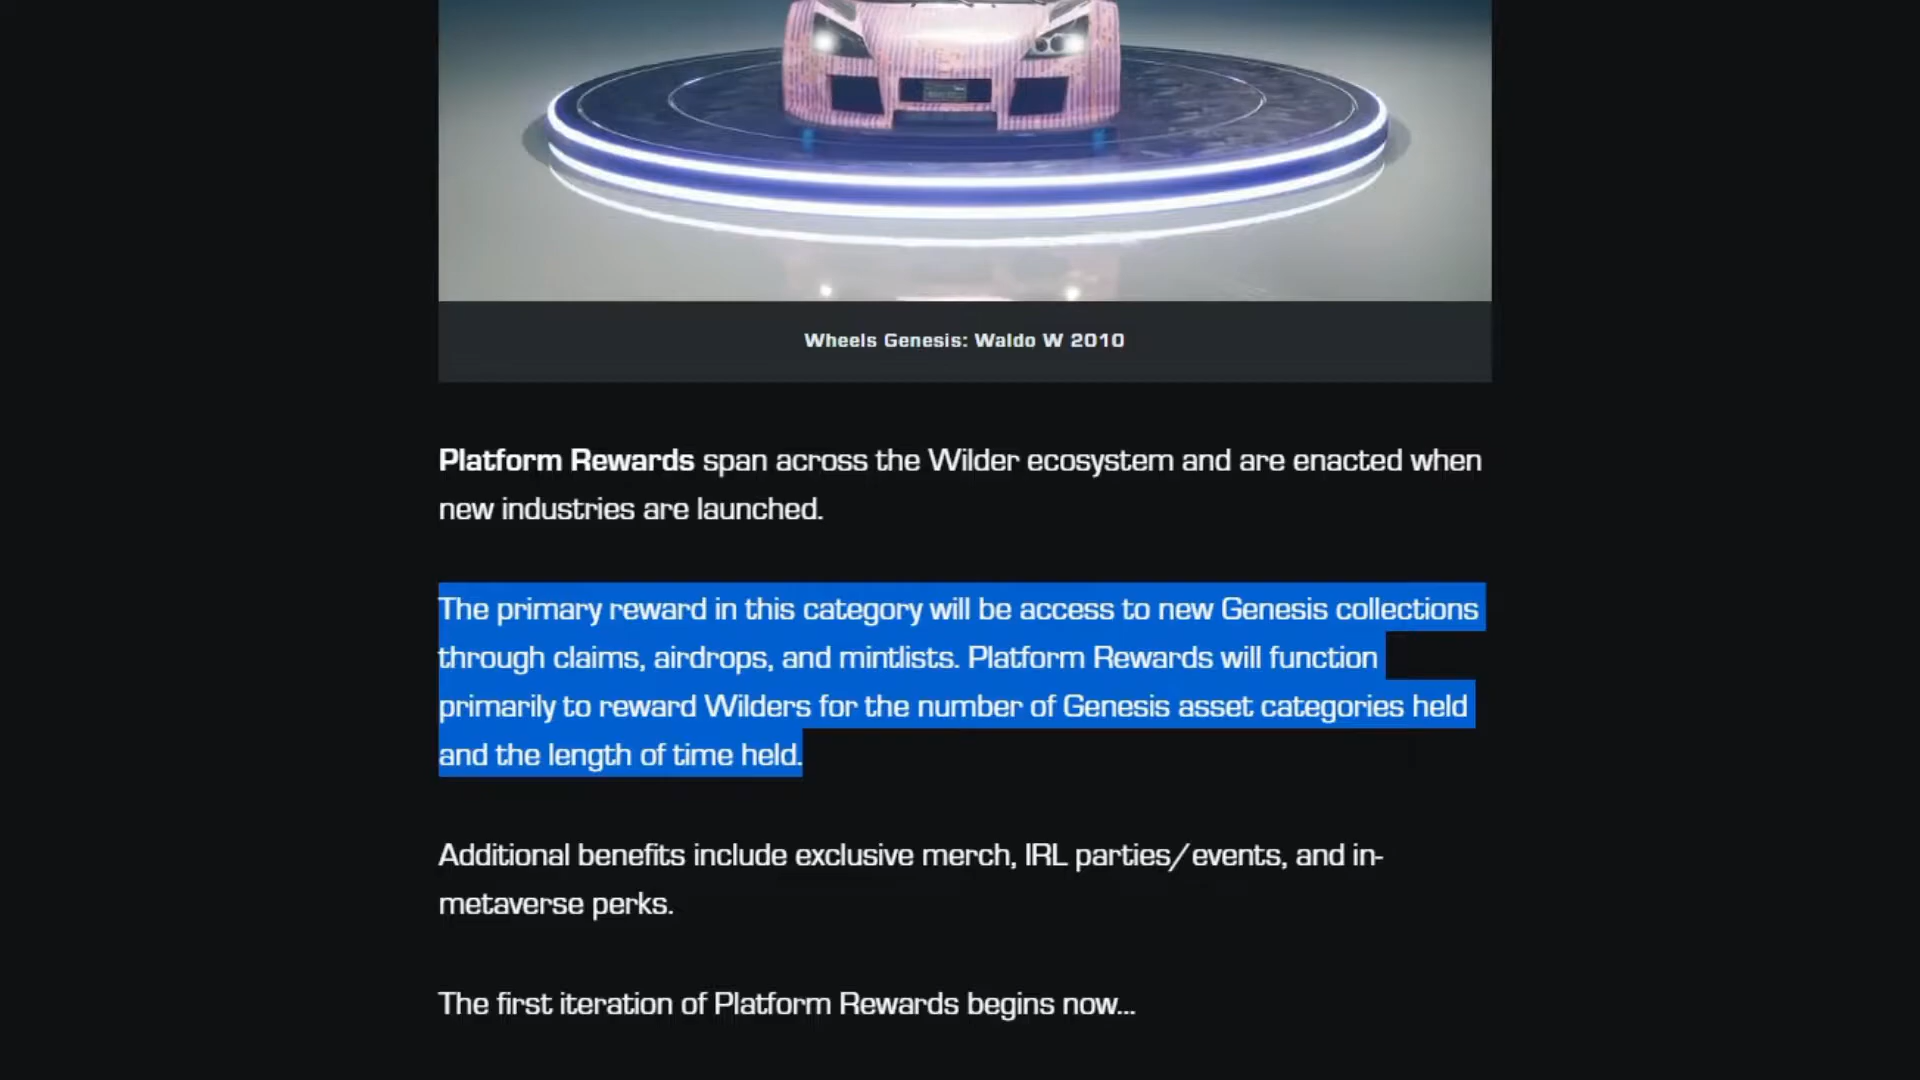 Wheels Genesis: Waldo W 2010
Platform Rewards span across the Wilder ecosystem and are enacted when
new industries are launched.
The primary reward in this category will be access to new Genesis collections
through claims, airdrops, and mintlists. Platform Rewards will function
primarily to reward Wilders for the number of Genesis asset categories held
and the length of time held.
Additional benefits include exclusive merch, IRL parties/events, and in-
metaverse perks.
The first iteration of Platform Rewards begins now...